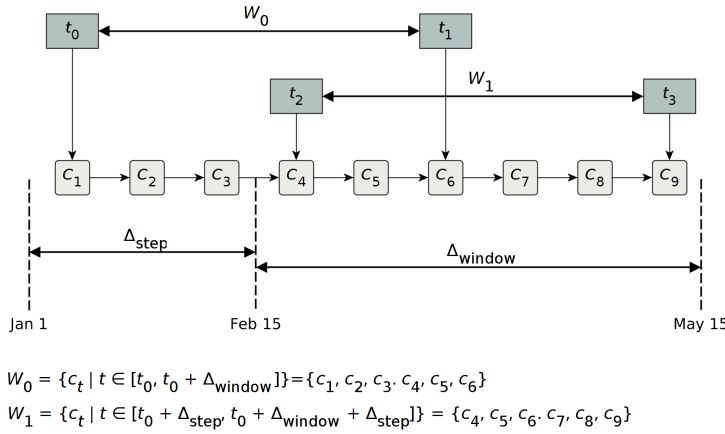 W₀
t₀ t₁
W₁
t₂ t₃
C₁ C₂ C₃ C₄ C₅ C₆ C₇ C₈ C₉
Δstep
Δwindow
Jan 1 Feb 15 May 15
W₀ = {cₜ | t ∈ [t₀, t₀ + Δwindow]}={c₁, c₂, c₃. c₄, c₅, c₆}
W₁ = {cₜ | t ∈ [t₀ + Δstep, t₀ + Δwindow + Δstep]} = {c₄, c₅, c₆. c₇, c₈, c₉}